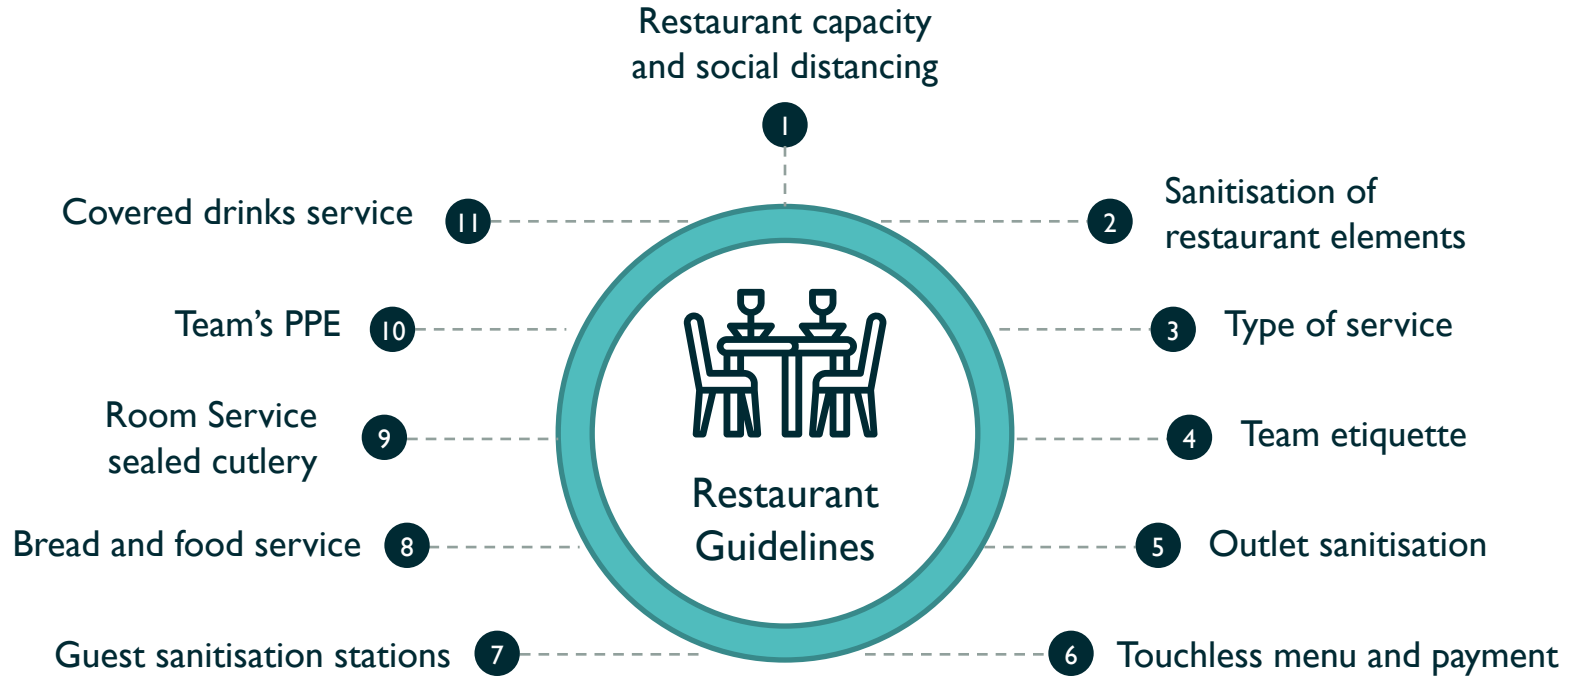 Restaurant capacity
and social distancing
1
Sanitisation of
restaurant elements
2
Type of service
3
Team etiquette
4
Outlet sanitisation
5
Touchless menu and payment
6
Guest sanitisation stations
7
Bread and food service
8
Room Service
sealed cutlery
9
Team’s PPE
10
Covered drinks service
11
Restaurant
Guidelines